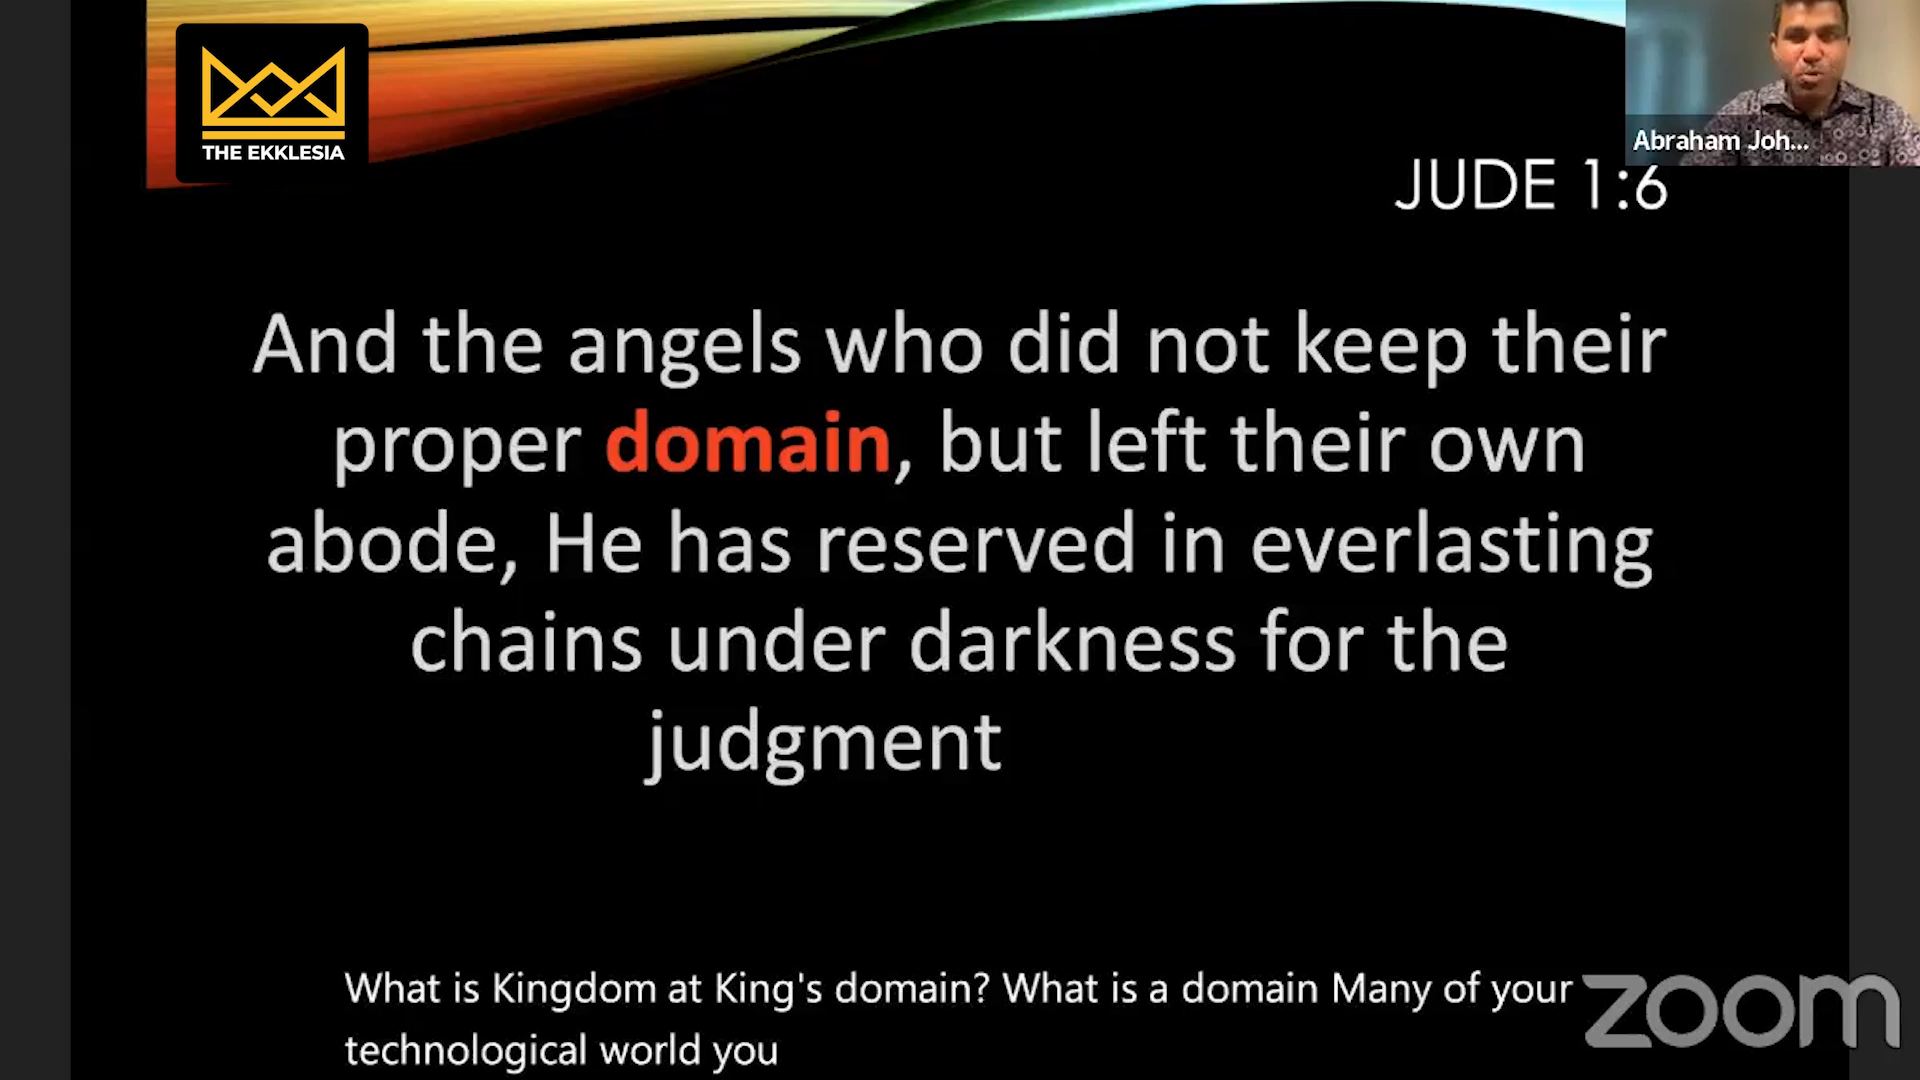 THE EKKLESIA
Abraham Joh...
JUDE 1:6
And the angels who did not keep their
proper domain, but left their own
abode, He has reserved in everlasting
chains under darkness for the
judgment
What is Kingdom at King's domain? What is a domain Many of your
technological world you
zoom